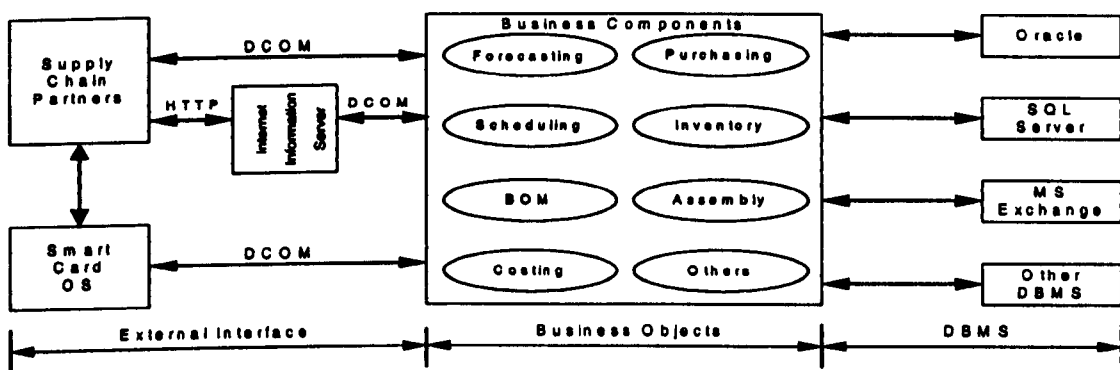 Business Components
Supply
Chain
Partners
DCOM
HTTP
Internet
Information
Server
DCOM
Smart
Card
OS
DCOM
Forecasting
Purchasing
Scheduling
Inventory
BOM
Assembly
Costing
Others
Oracle
SQL
Server
MS
Exchange
Other
DBMS
External Interface
Business Objects
DBMS